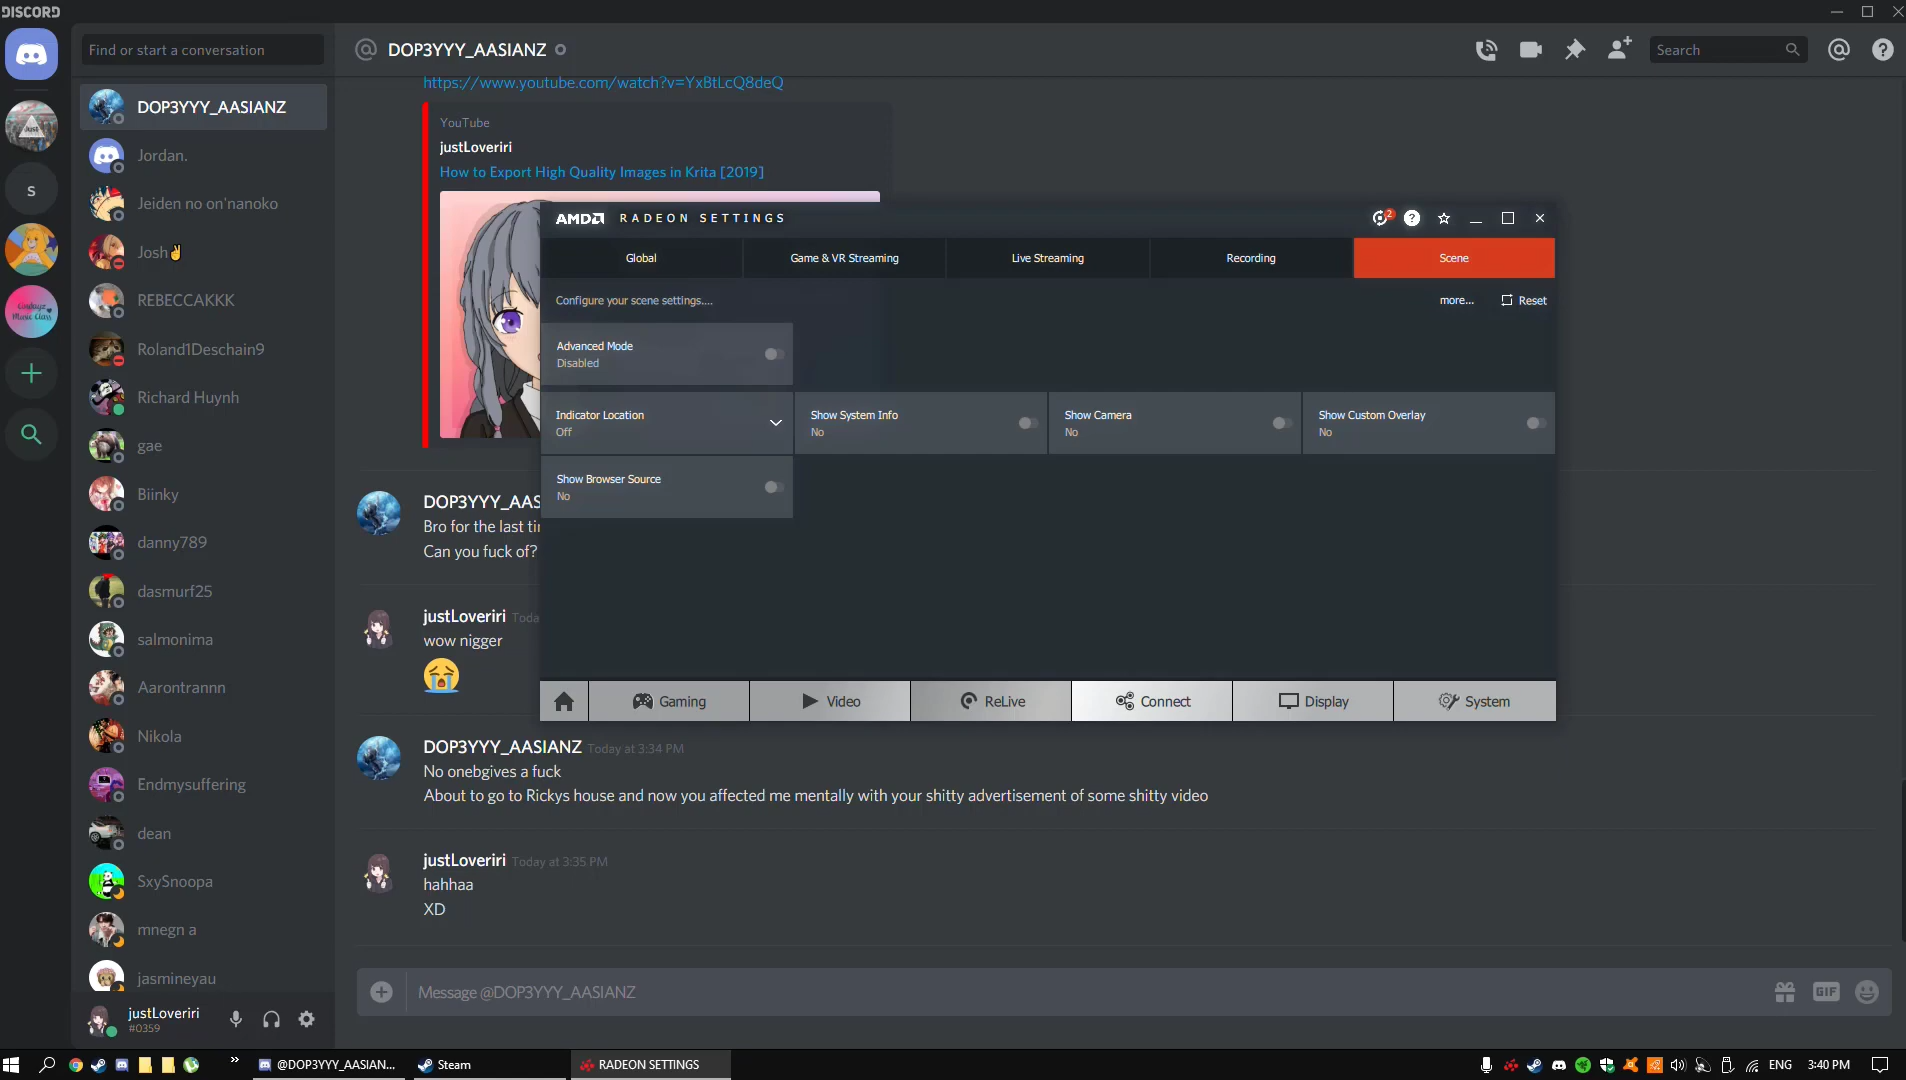 DISCORD
Find or start a conversation
DOP3YYY_AASIANZ
Search
DOP3YYY_AASIANZ
Jordan.
Jeiden no on'nanoko
Josh✌
REBECCAKKK
Roland1Deschain9
Richard Huynh
gae
Biinky
danny789
dasmurf25
salmonima
Aarontrannn
Nikola
Endmysuffering
dean
SxySnoopa
mnegn a
jasmineyau
justLoveriri
#0359
Just
s
Music Class
https://www.youtube.com/watch?v=YxBtLcQ8deQ
YouTube
justLoveriri
How to Export High Quality Images in Krita [2019]
AMD RADEON SETTINGS
2
Global
Game & VR Streaming
Live Streaming
Recording
Scene
Configure your scene settings....
more...
Reset
Advanced Mode
Disabled
Indicator Location
Off
Show System Info
No
Show Camera
No
Show Custom Overlay
No
Show Browser Source
No
Gaming
Video
ReLive
Connect
Display
System
DOP3YYY_AAS
Bro for the last ti
Can you fuck of?
justLoveriri Toda
wow nigger
DOP3YYY_AASIANZ Today at 3:34 PM
No onebgives a fuck
About to go to Rickys house and now you affected me mentally with your shitty advertisement of some shitty video
justLoveriri Today at 3:35 PM
hahhaa
XD
Message @DOP3YYY_AASIANZ
GIF
@DOP3YYY_AASIAN...
Steam
RADEON SETTINGS
ENG
3:40 PM